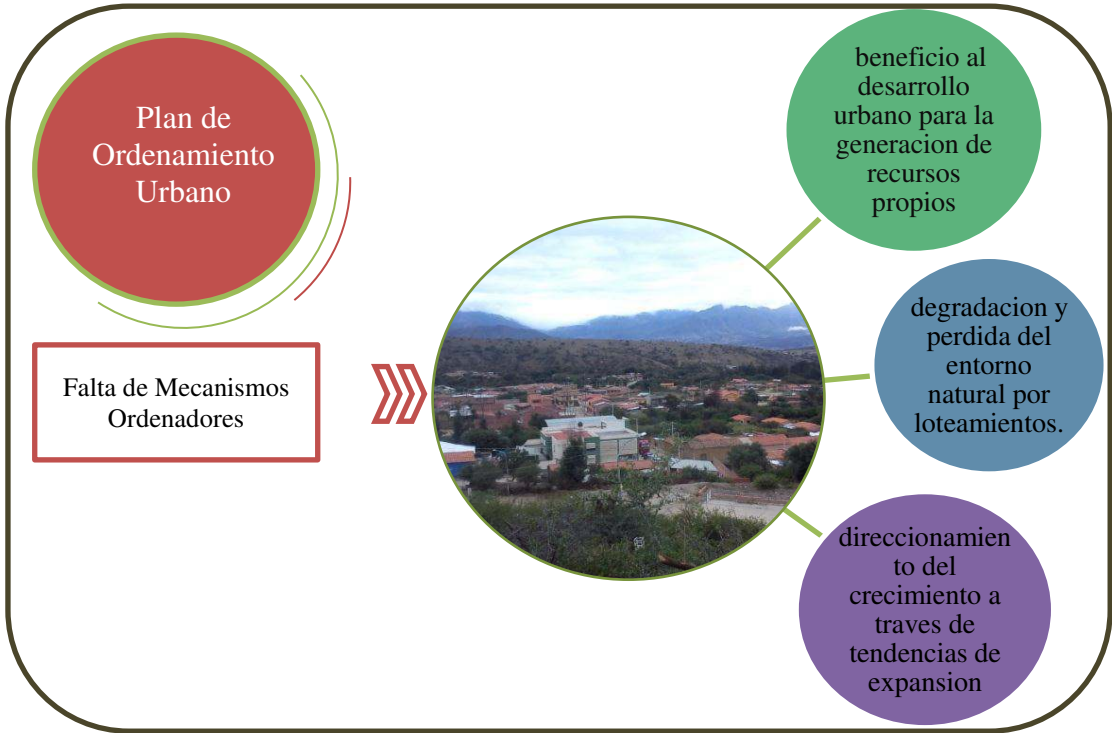 Plan de
Ordenamiento
Urbano
Falta de Mecanismos
Ordenadores
beneficio al
desarrollo
urbano para la
generacion de
recursos
propios
degradacion y
perdida del
entorno
natural por
loteamientos.
direccionamien
to del
crecimiento a
traves de
tendencias de
expansion